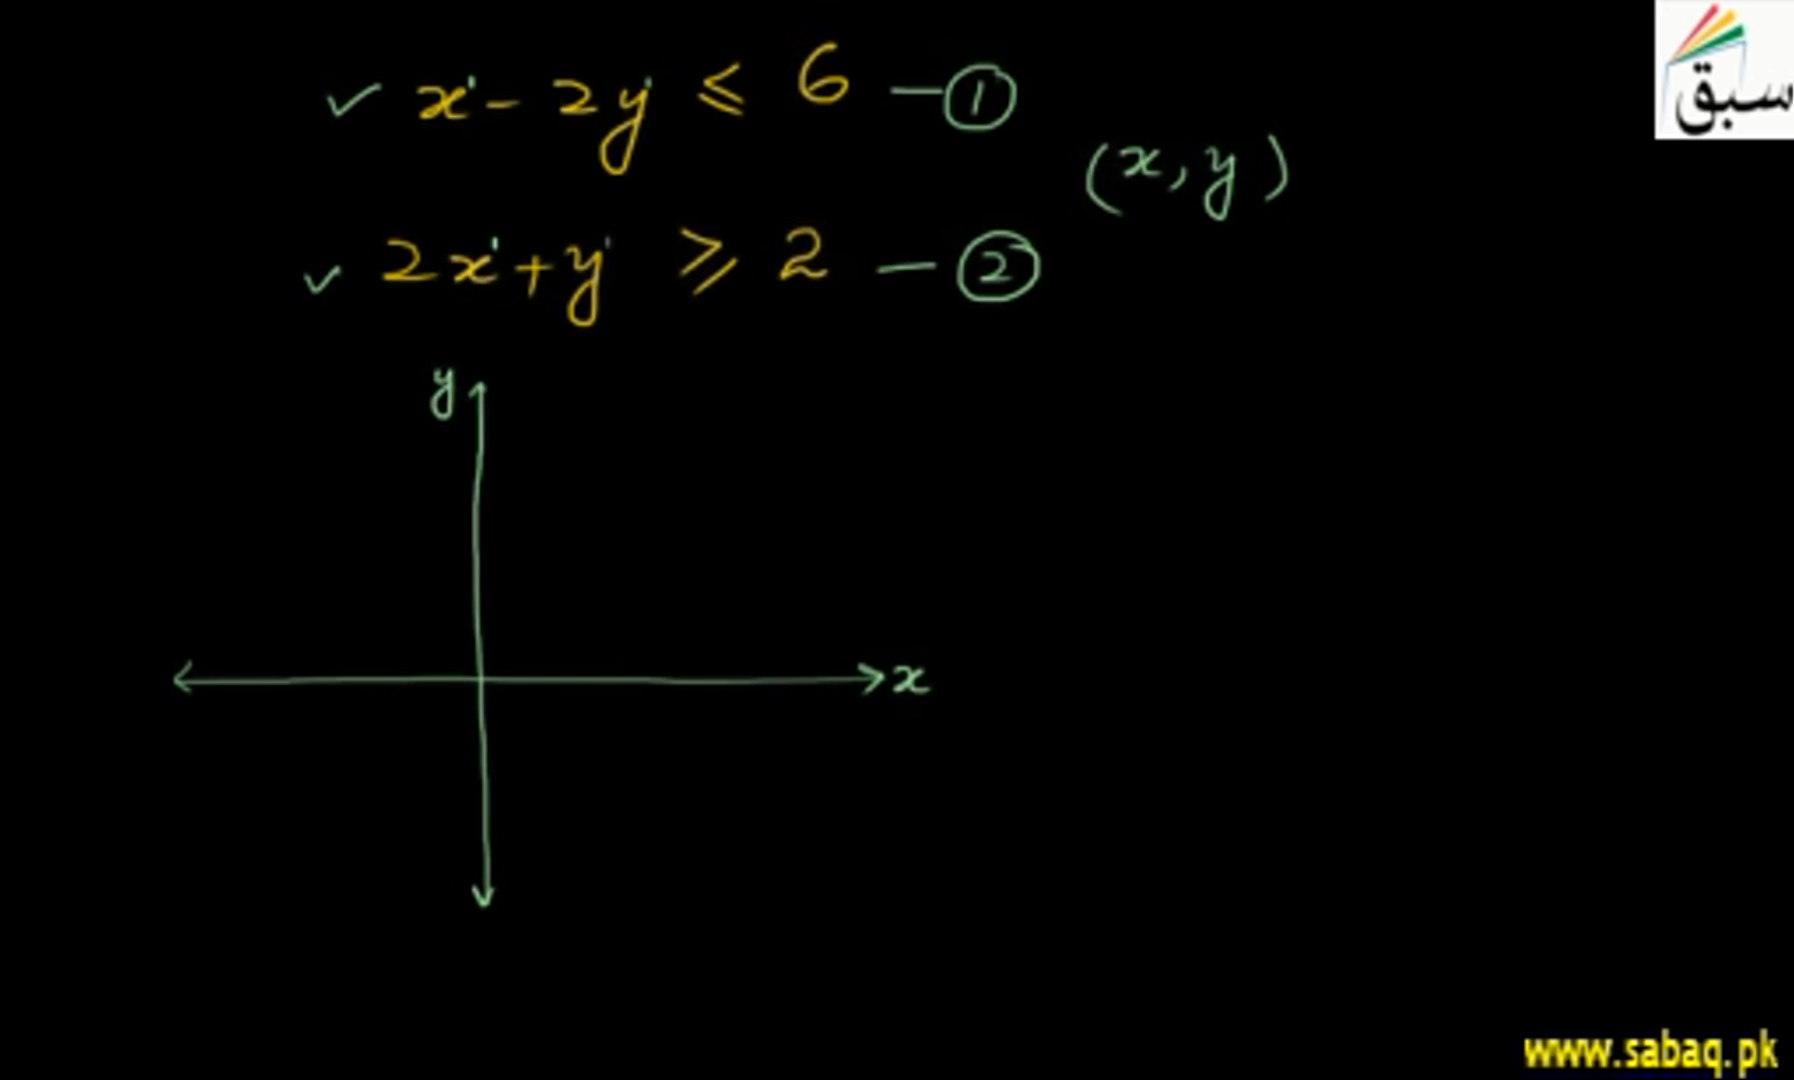 ✓ x - 2y ≤ 6 - ①
(x, y)
✓ 2x + y ≥ 2 - ②
y
x
سبق
www.sabaq.pk